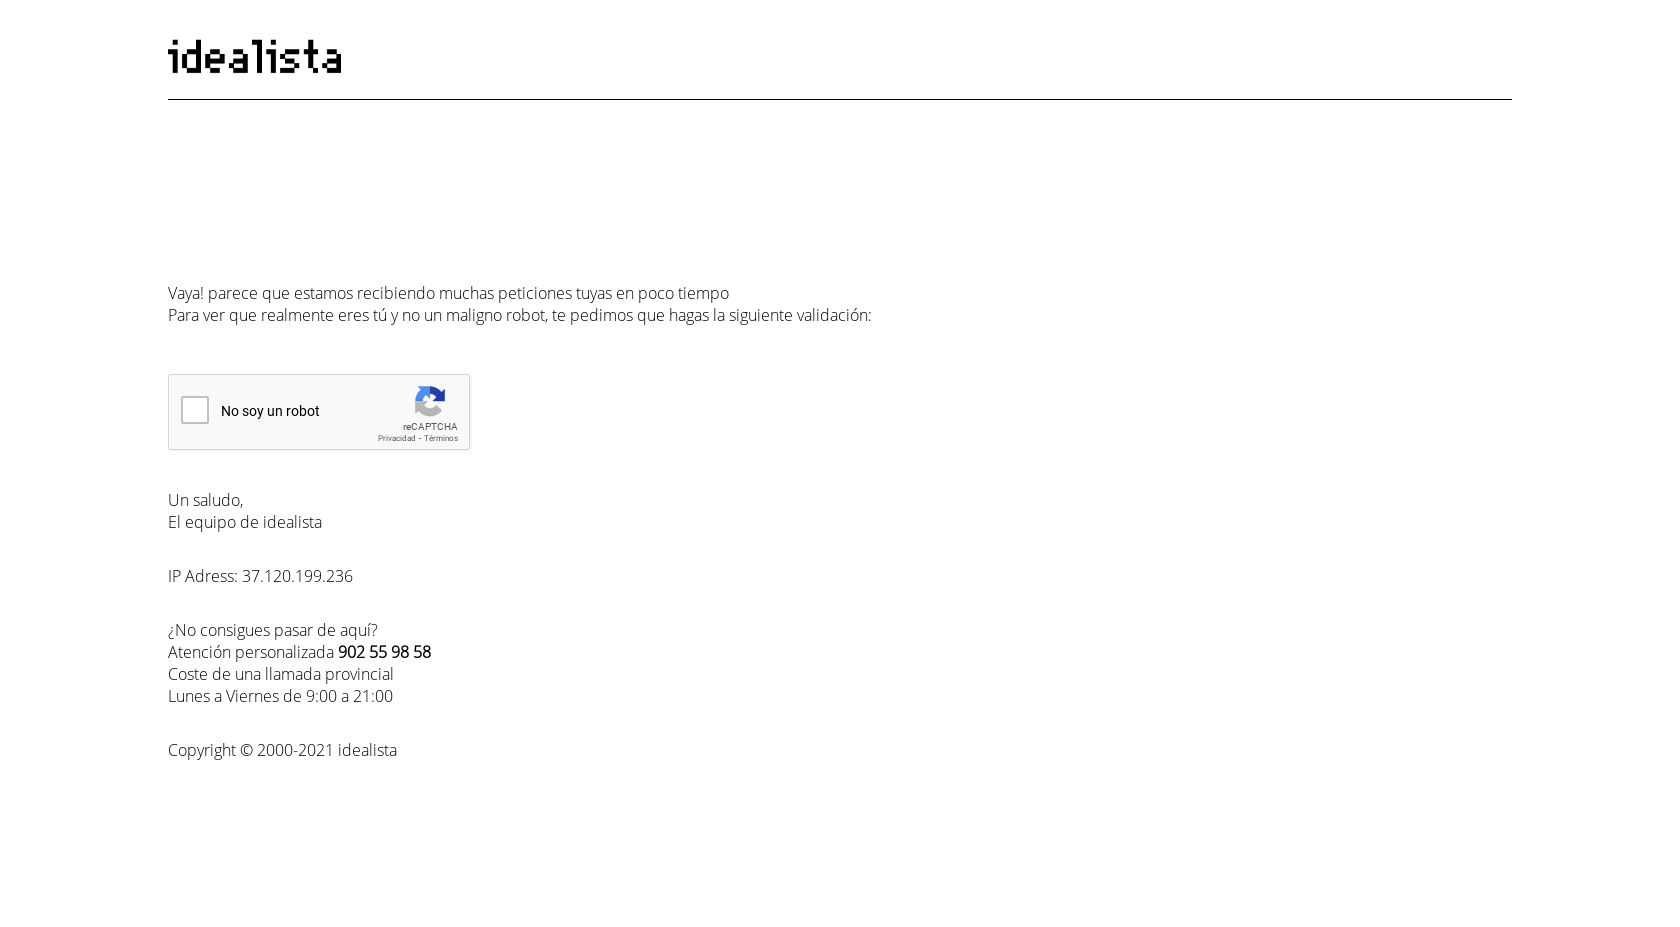 idealista
Vaya! parece que estamos recibiendo muchas peticiones tuyas en poco tiempo
Para ver que realmente eres tú y no un maligno robot, te pedimos que hagas la siguiente validación:
No soy un robot
reCAPTCHA
Privacidad - Términos
Un saludo,
El equipo de idealista
IP Adress: 37.120.199.236
¿No consigues pasar de aquí?
Atención personalizada 902 55 98 58
Coste de una llamada provincial
Lunes a Viernes de 9:00 a 21:00
Copyright © 2000-2021 idealista